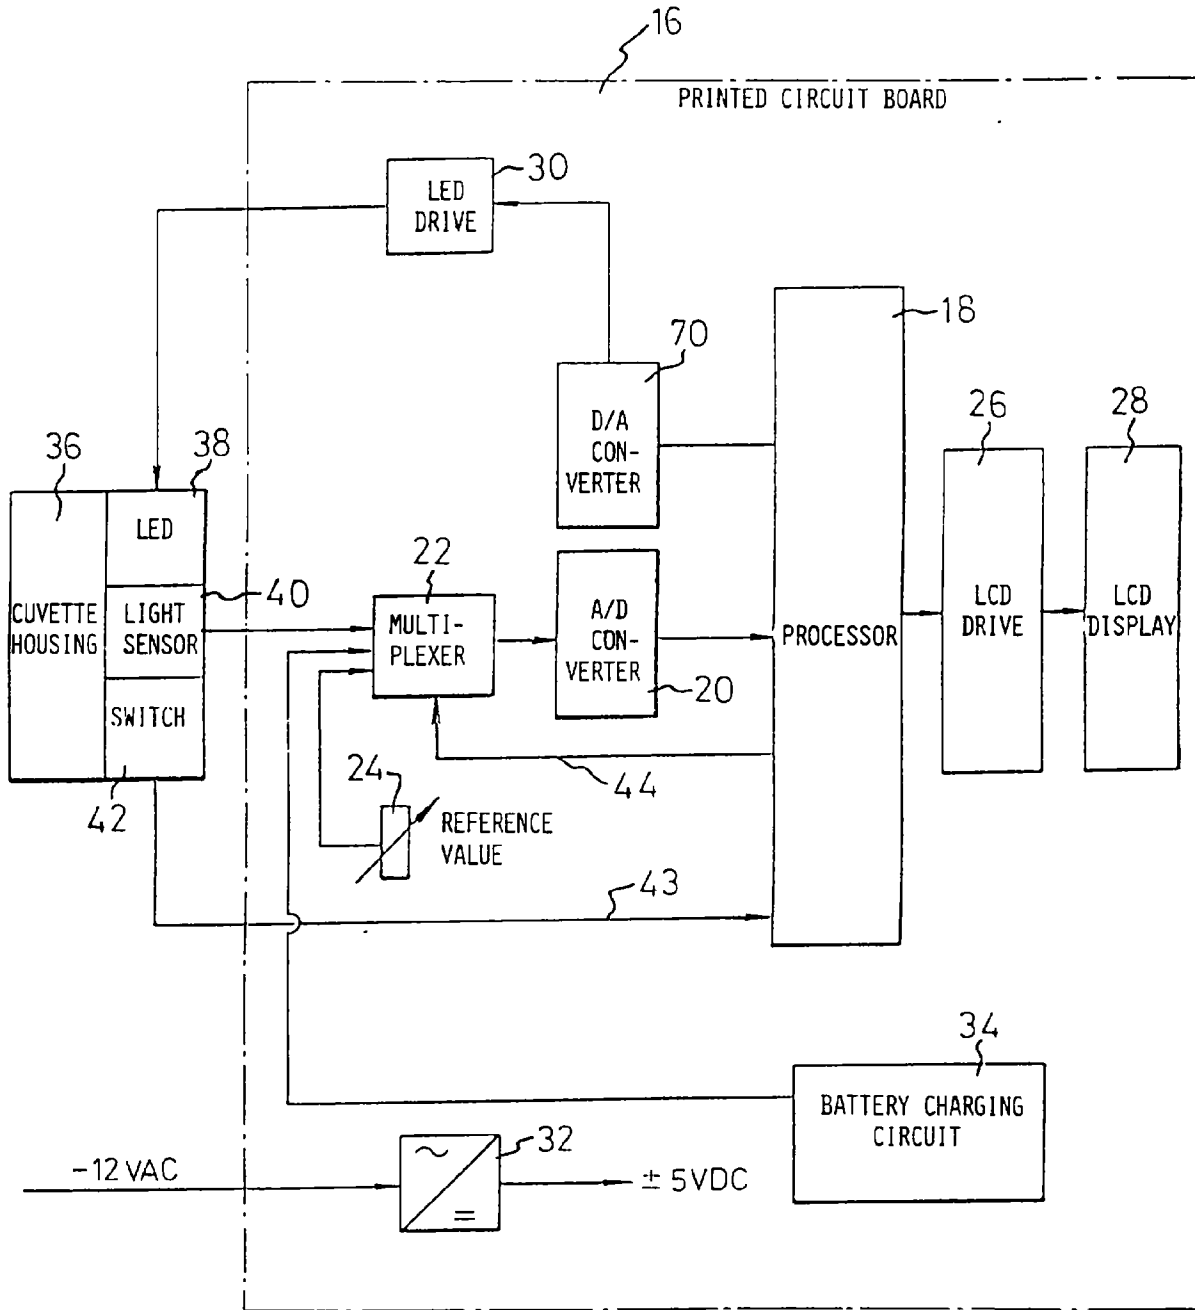 16
PRINTED CIRCUIT BOARD
30
LED
DRIVE
18
70
D/A
CON-
VERTER
26
28
36
38
LED
22
40
CUVETTE
HOUSING
LIGHT
SENSOR
MULTI-
PLEXER
A/D
CON-
VERTER
PROCESSOR
LCD
DRIVE
LCD
DISPLAY
20
SWITCH
42
24
44
REFERENCE
VALUE
43
34
BATTERY CHARGING
CIRCUIT
32
-12 VAC
± 5VDC